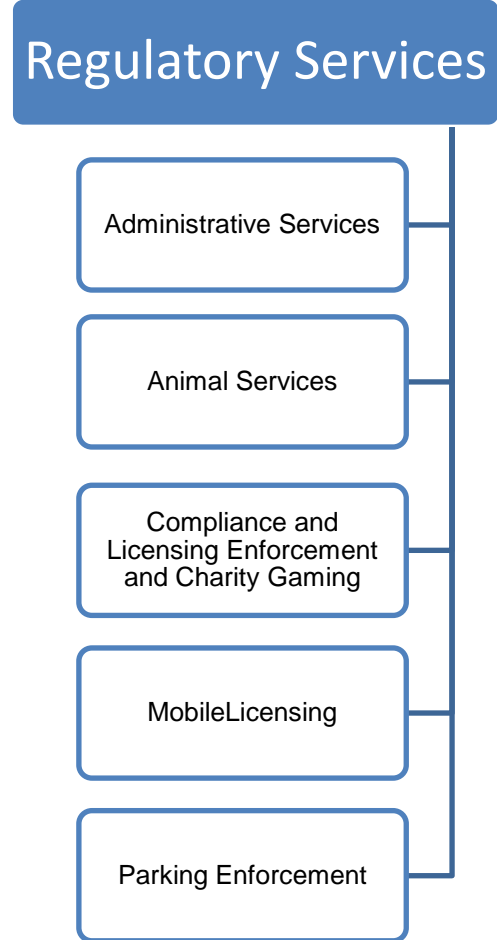 Regulatory Services
Administrative Services
Animal Services
Compliance and
Licensing Enforcement
and Charity Gaming
MobileLicensing
Parking Enforcement